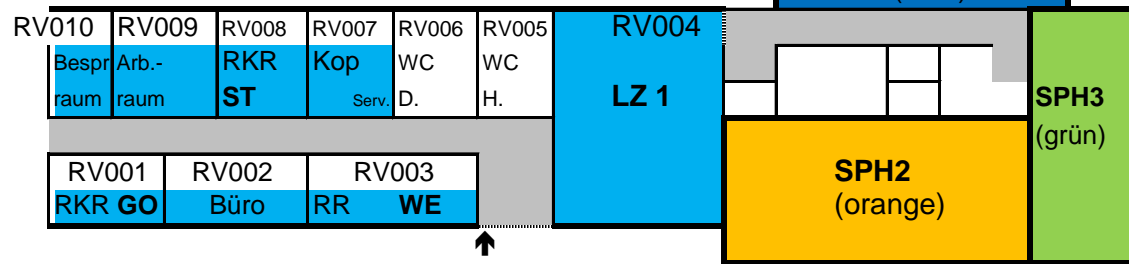 RV010 RV009 RV008 RV007 RV006 RV005 RV004
Bespr Arb.- RKR Kop WC WC
raum raum ST Serv. D. H. LZ 1
SPH3
(grün)
RV001 RV002 RV003
RKR GO Büro RR WE
SPH2
(orange)